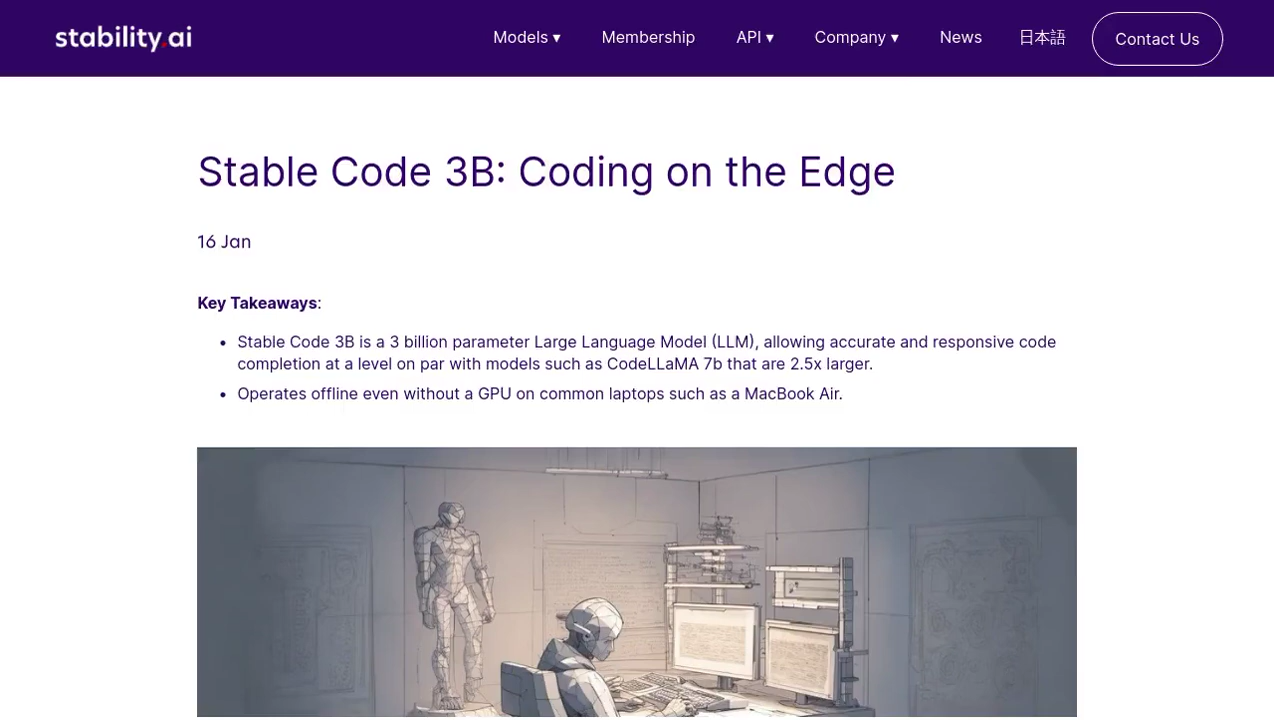 stability.ai
Models ▾
Membership
API ▾
Company ▾
News
日本語
Contact Us
Stable Code 3B: Coding on the Edge
16 Jan
Key Takeaways:
• Stable Code 3B is a 3 billion parameter Large Language Model (LLM), allowing accurate and responsive code
completion at a level on par with models such as CodeLLaMA 7b that are 2.5x larger.
• Operates offline even without a GPU on common laptops such as a MacBook Air.